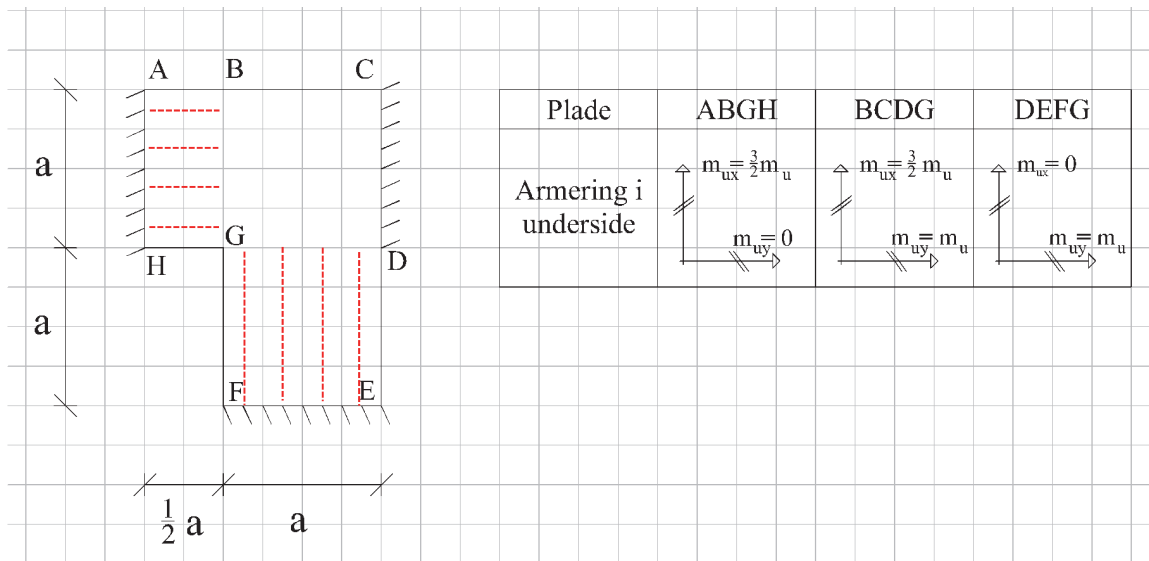 A B C
a
G
H D
a
F E
1/2 a a
Plade ABGH BCDG DEFG
Armering i underside
m_ux = 3/2 m_u
m_uy = 0
m_ux = 3/2 m_u
m_uy = m_u
m_ux = 0
m_uy = m_u